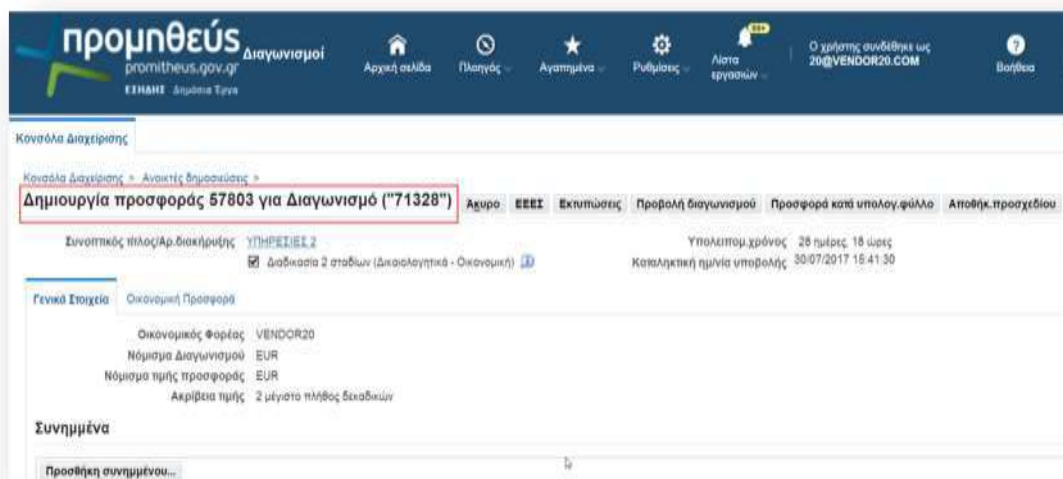 προμηθεύς
promitheus.gov.gr
ΕΣΗΔΗΣ Δημόσια Έργα
Διαγωνισμοί
Αρχική σελίδα
Πλοηγός
Αγαπημένα
Ρυθμίσεις
99+
Λίστα εργασιών
Ο χρήστης συνδέθηκε ως
20@VENDOR20.COM
Βοήθεια
Κονσόλα Διαχείρισης
Κονσόλα Διαχείρισης > Ανοικτές δημοσιεύσεις >
Δημιουργία προσφοράς 57803 για Διαγωνισμό ("71328")
Άκυρο ΕΕΕΣ Εκτυπώσεις Προβολή διαγωνισμού Προσφορά κατά υπολογ.φύλλο Αποθήκ.προσχεδίου
Συνοπτικός τίτλος/Αρ.διακήρυξης ΥΠΗΡΕΣΙΕΣ 2
Διαδικασία 2 σταδίων (Δικαιολογητικά - Οικονομική)
Υπολειπομ.χρόνος 28 ημέρες, 18 ώρες
Καταληκτική ημ/νία υποβολής 30/07/2017 15:41:30
Γενικά Στοιχεία Οικονομική Προσφορά
Οικονομικός Φορέας VENDOR20
Νόμισμα Διαγωνισμού EUR
Νόμισμα τιμής προσφοράς EUR
Ακρίβεια τιμής 2 μέγιστο πλήθος δεκαδικών
Συνημμένα
Προσθήκη συνημμένου...